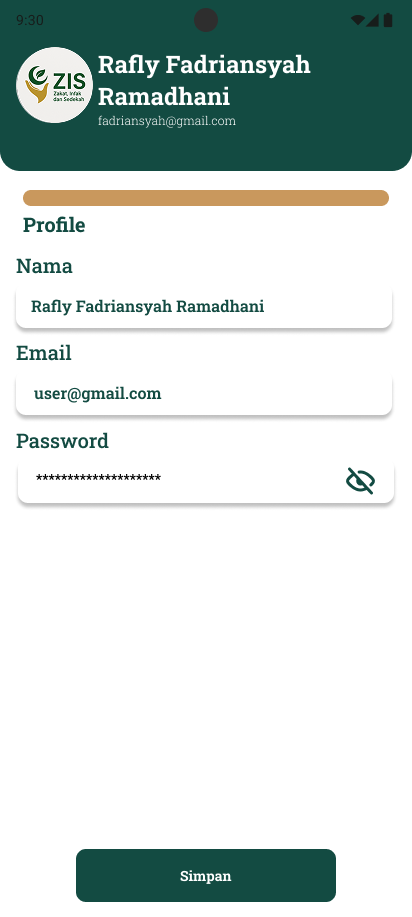 9:30
ZIS
Zakat, Infak
dan Sedekah
Rafly Fadriansyah
Ramadhani
fadriansyah@gmail.com
Profile
Nama
Rafly Fadriansyah Ramadhani
Email
user@gmail.com
Password
********************
Simpan